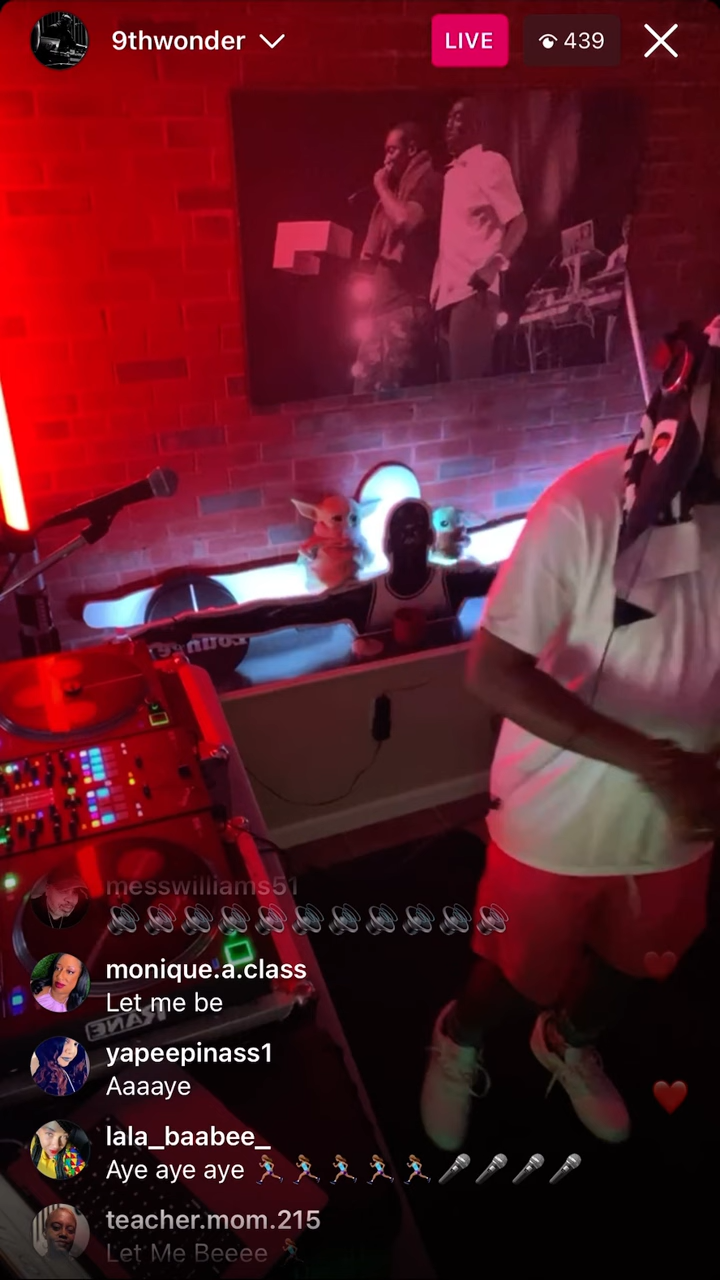 9thwonder
LIVE
439
messwilliams51
monique.a.class
Let me be
yapeepinass1
Aaaaye
lala_baabee_
Aye aye aye 🏃🏽‍♀️🏃🏽‍♀️🏃🏽‍♀️🏃🏽‍♀️🏃🏽‍♀️🎤🎤🎤🎤
teacher.mom.215
Let Me Beeee
RANE